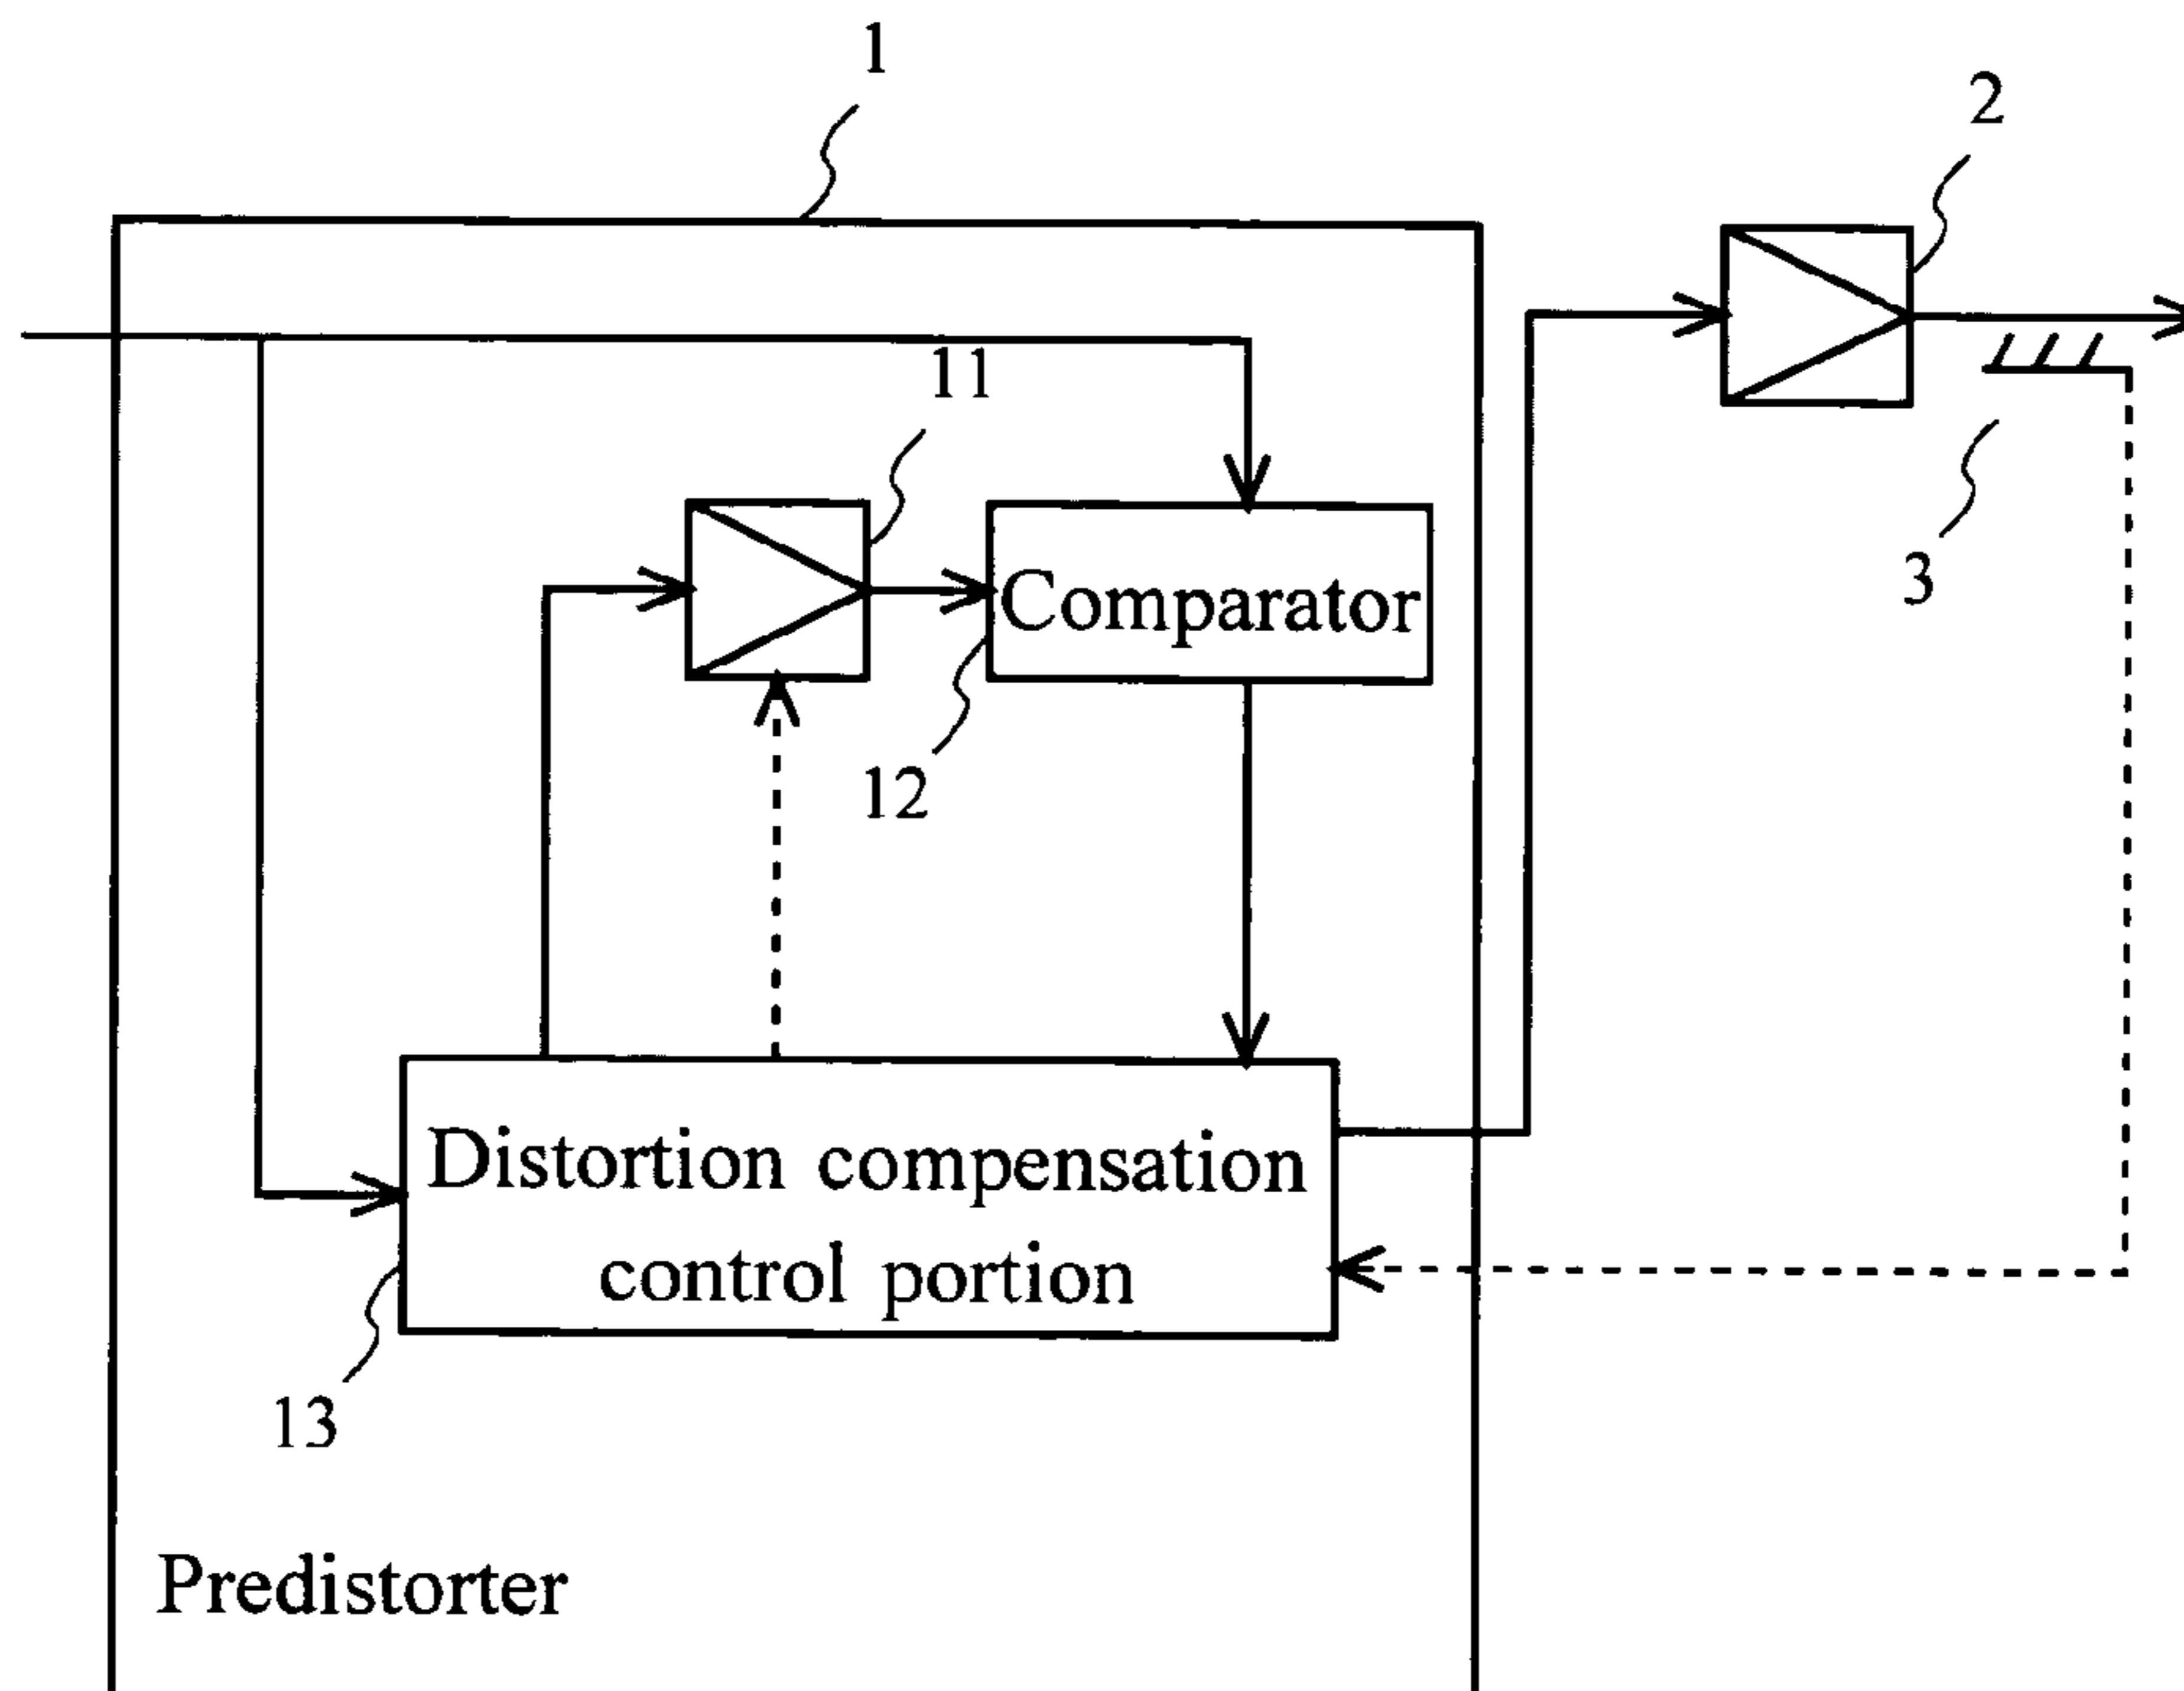 1
2
11
Comparator
3
12
Distortion compensation
control portion
13
Predistorter